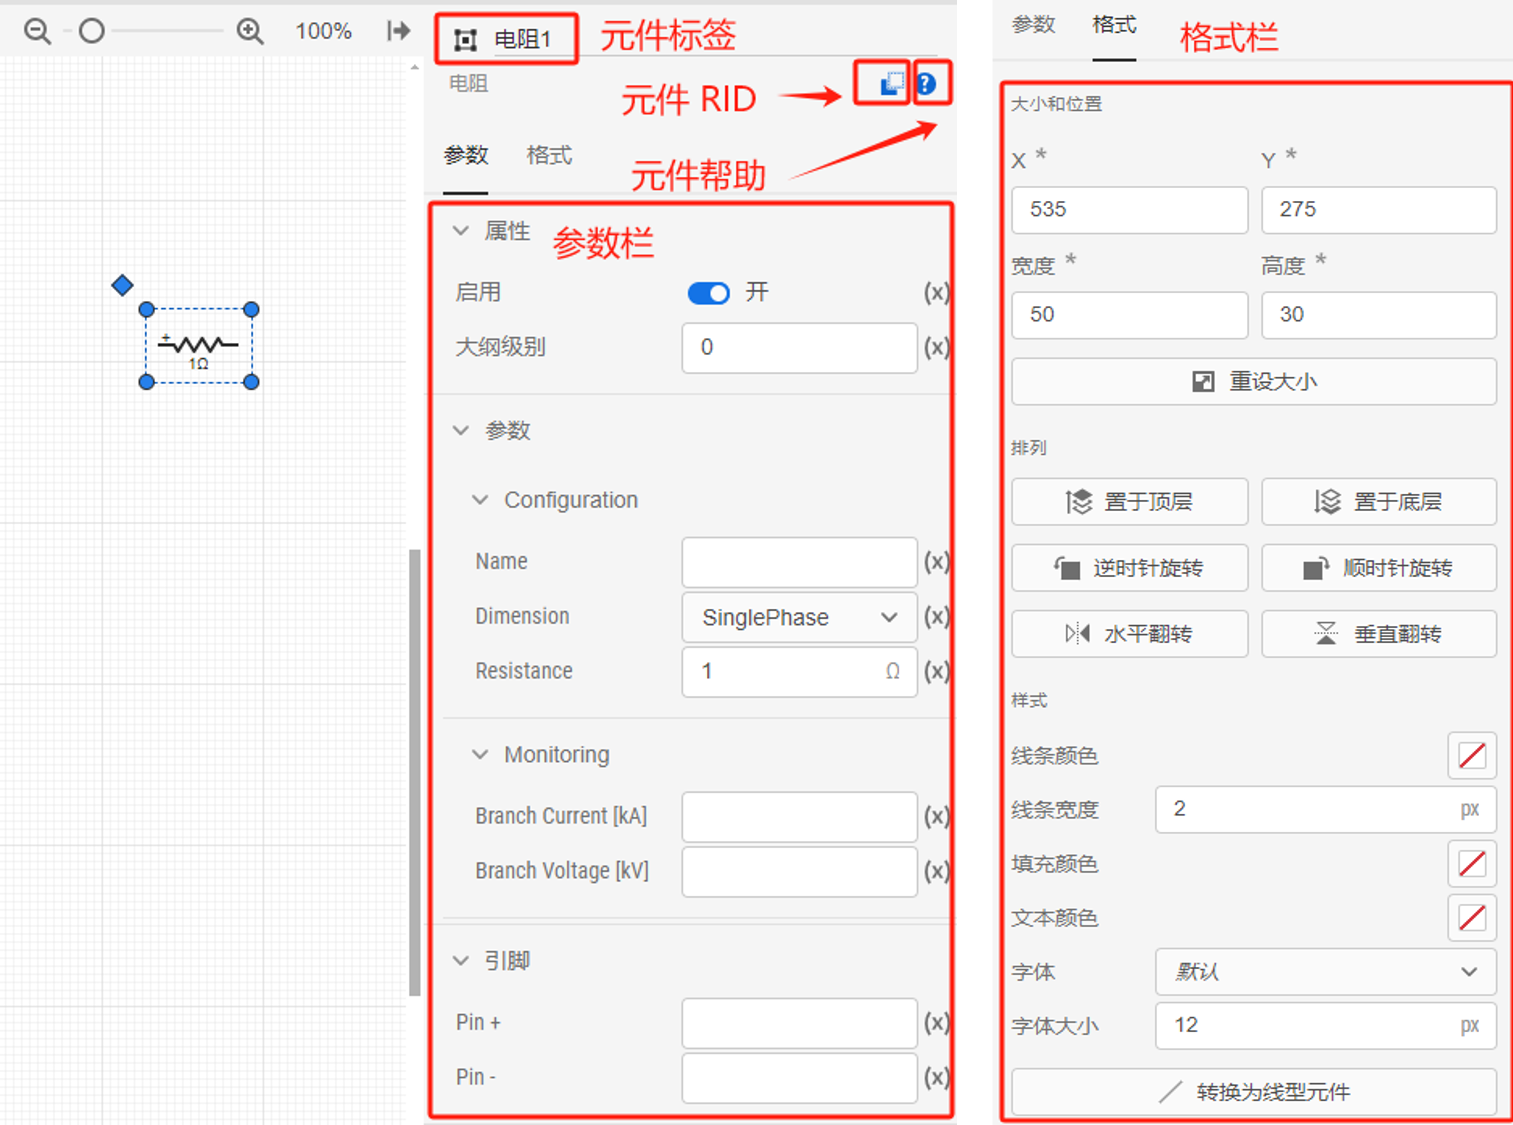 100%
电阻1
元件标签
电阻
元件 RID
?
参数
格式
元件帮助
属性
参数栏
启用
开
(x)
大纲级别
0
(x)
参数
Configuration
Name
(x)
Dimension
SinglePhase
(x)
Resistance
1
Ω
(x)
Monitoring
Branch Current [kA]
(x)
Branch Voltage [kV]
(x)
引脚
Pin +
(x)
Pin -
(x)
+
1Ω
参数
格式
格式栏
大小和位置
X *
Y *
535
275
宽度 *
高度 *
50
30
重设大小
排列
置于顶层
置于底层
逆时针旋转
顺时针旋转
水平翻转
垂直翻转
样式
线条颜色
线条宽度
2
px
填充颜色
文本颜色
字体
默认
字体大小
12
px
转换为线型元件